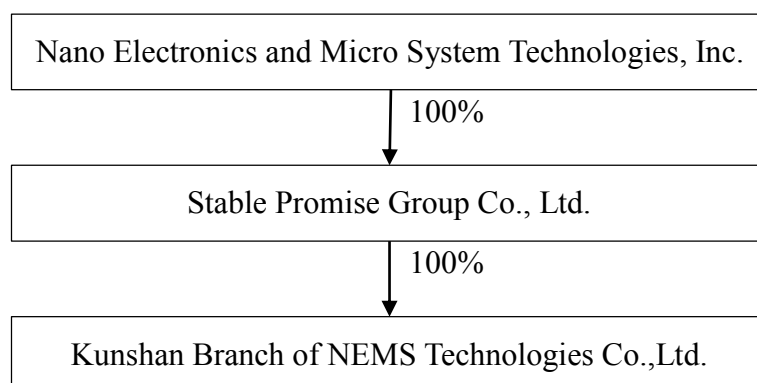 Nano Electronics and Micro System Technologies, Inc.
100%
Stable Promise Group Co., Ltd.
100%
Kunshan Branch of NEMS Technologies Co.,Ltd.